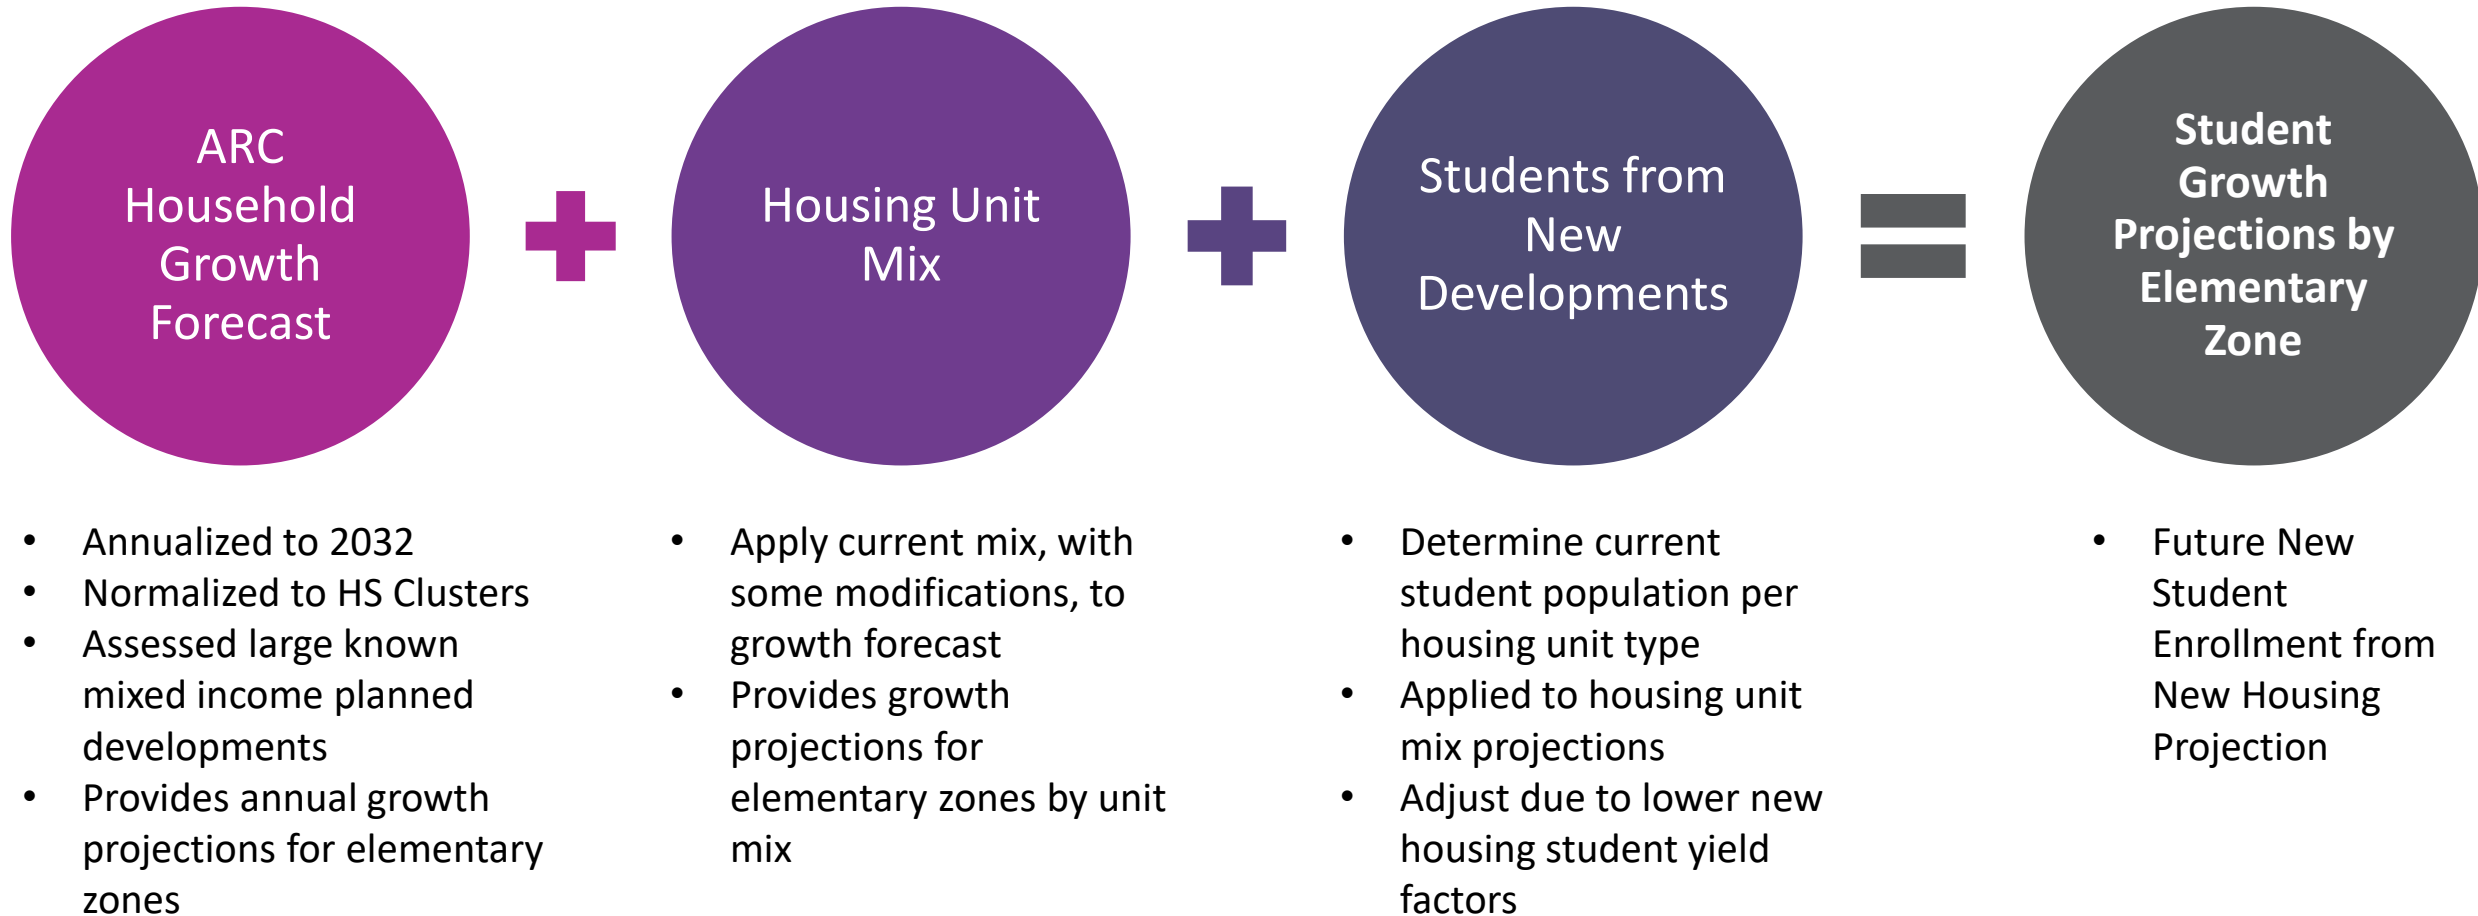 ARC
Household
Growth
Forecast
Housing Unit
Mix
Students from
New
Developments
Student
Growth
Projections by
Elementary
Zone
• Annualized to 2032
• Normalized to HS Clusters
• Assessed large known
mixed income planned
developments
• Provides annual growth
projections for elementary
zones
• Apply current mix, with
some modifications, to
growth forecast
• Provides growth
projections for
elementary zones by unit
mix
• Determine current
student population per
housing unit type
• Applied to housing unit
mix projections
• Adjust due to lower new
housing student yield
factors
• Future New
Student
Enrollment from
New Housing
Projection